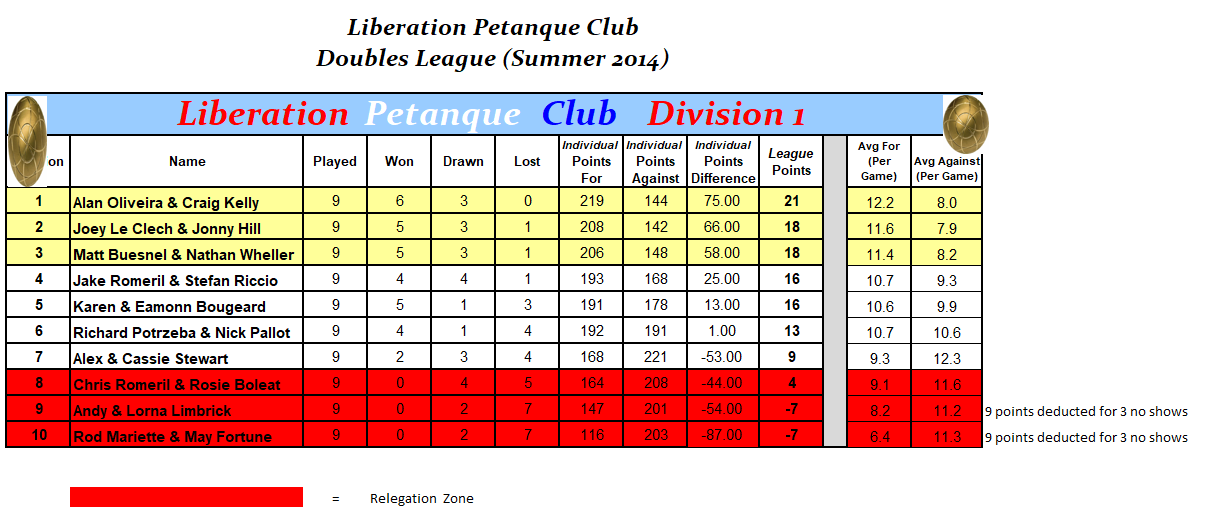 Liberation Petanque Club
Doubles League (Summer 2014)
Liberation Petanque Club Division 1
on Name Played Won Drawn Lost Individual Points For Individual Points Against Individual Points Difference League Points Avg For (Per Game) Avg Against (Per Game)
1 Alan Oliveira & Craig Kelly 9 6 3 0 219 144 75.00 21 12.2 8.0
2 Joey Le Clech & Jonny Hill 9 5 3 1 208 142 66.00 18 11.6 7.9
3 Matt Buesnel & Nathan Wheller 9 5 3 1 206 148 58.00 18 11.4 8.2
4 Jake Romeril & Stefan Riccio 9 4 4 1 193 168 25.00 16 10.7 9.3
5 Karen & Eamonn Bougeard 9 5 1 3 191 178 13.00 16 10.6 9.9
6 Richard Potrzeba & Nick Pallot 9 4 1 4 192 191 1.00 13 10.7 10.6
7 Alex & Cassie Stewart 9 2 3 4 168 221 -53.00 9 9.3 12.3
8 Chris Romeril & Rosie Boleat 9 0 4 5 164 208 -44.00 4 9.1 11.6
9 Andy & Lorna Limbrick 9 0 2 7 147 201 -54.00 -7 8.2 11.2 9 points deducted for 3 no shows
10 Rod Mariette & May Fortune 9 0 2 7 116 203 -87.00 -7 6.4 11.3 9 points deducted for 3 no shows
= Relegation Zone